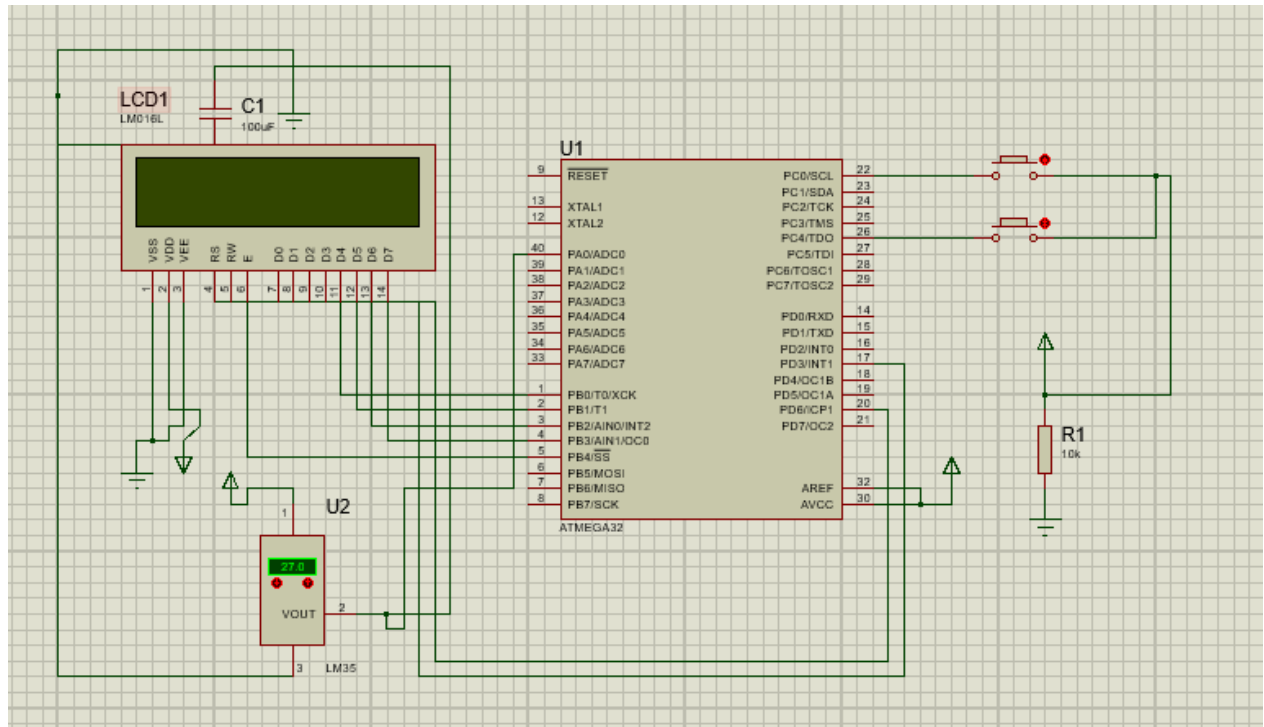 LCD1
LM016L
C1
100uF
VSS
VDD
VEE
RS
RW
E
D0
D1
D2
D3
D4
D5
D6
D7
1
2
3
4
5
6
7
8
9
10
11
12
13
14
U1
9 RESET
13 XTAL1
12 XTAL2
40 PA0/ADC0
39 PA1/ADC1
38 PA2/ADC2
37 PA3/ADC3
36 PA4/ADC4
35 PA5/ADC5
34 PA6/ADC6
33 PA7/ADC7
1 PB0/T0/XCK
2 PB1/T1
3 PB2/AIN0/INT2
4 PB3/AIN1/OC0
5 PB4/SS
6 PB5/MOSI
7 PB6/MISO
8 PB7/SCK
PC0/SCL 22
PC1/SDA 23
PC2/TCK 24
PC3/TMS 25
PC4/TDO 26
PC5/TDI 27
PC6/TOSC1 28
PC7/TOSC2 29
PD0/RXD 14
PD1/TXD 15
PD2/INT0 16
PD3/INT1 17
PD4/OC1B 18
PD5/OC1A 19
PD6/ICP1 20
PD7/OC2 21
AREF 32
AVCC 30
ATMEGA32
R1
10k
U2
1
27.0
VOUT 2
3
LM35